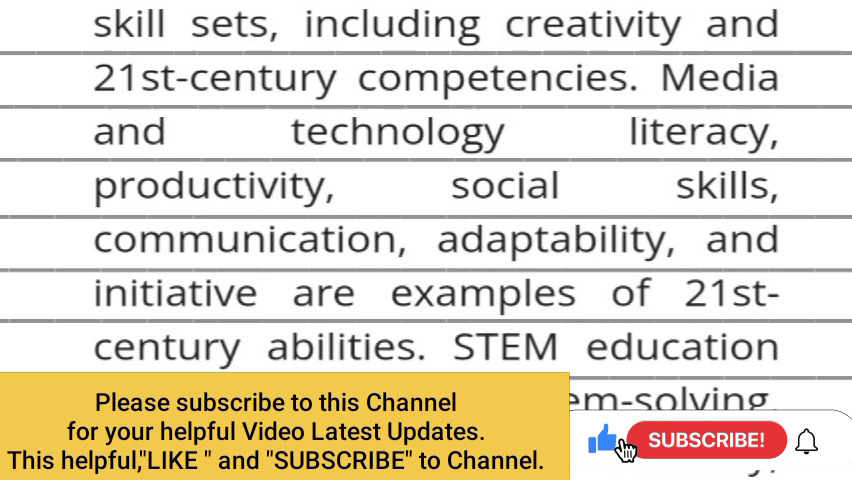 skill sets, including creativity and
21st-century competencies. Media
and technology literacy,
productivity, social skills,
communication, adaptability, and
initiative are examples of 21st-
century abilities. STEM education
Please subscribe to this Channel
for your helpful Video Latest Updates.
This helpful,"LIKE " and "SUBSCRIBE" to Channel.
SUBSCRIBE!